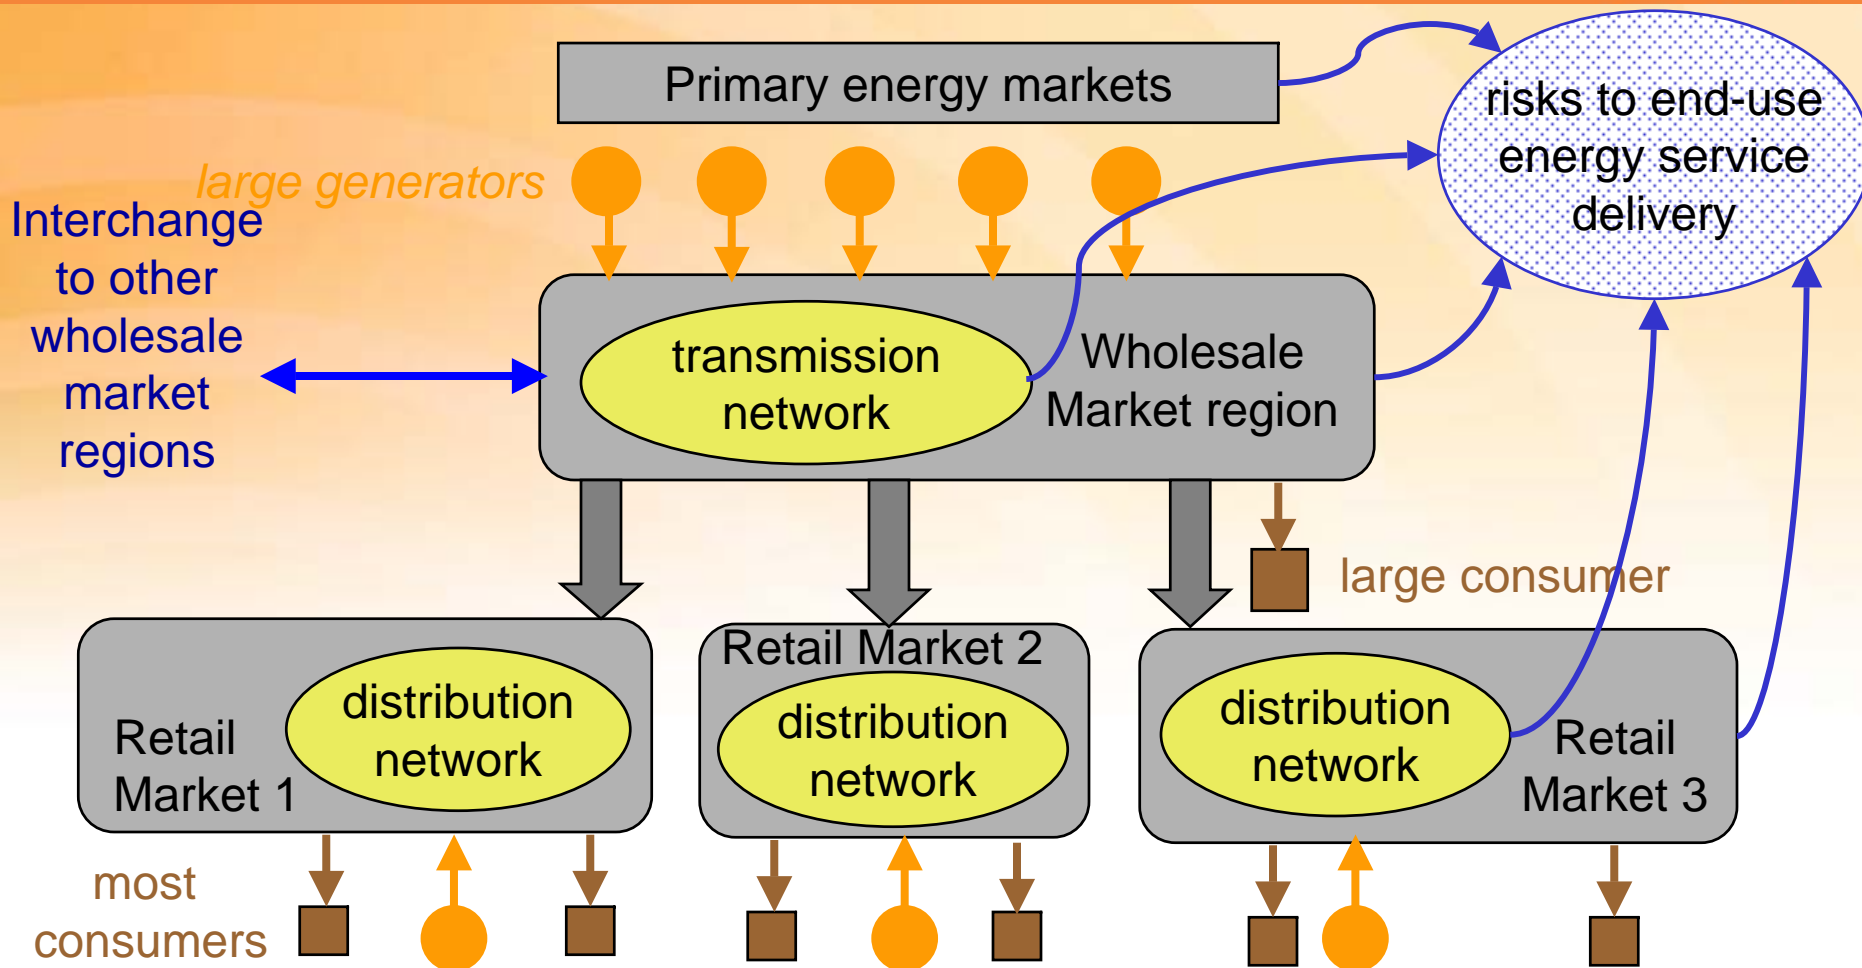 Primary energy markets
risks to end-use
energy service
delivery
large generators
Interchange
to other
wholesale
market
regions
transmission
network
Wholesale
Market region
large consumer
Retail
Market 1
distribution
network
Retail Market 2
distribution
network
distribution
network
Retail
Market 3
most
consumers